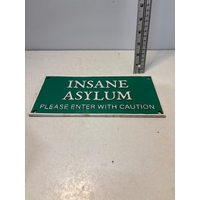 INSANE
ASYLUM
PLEASE ENTER WITH CAUTION